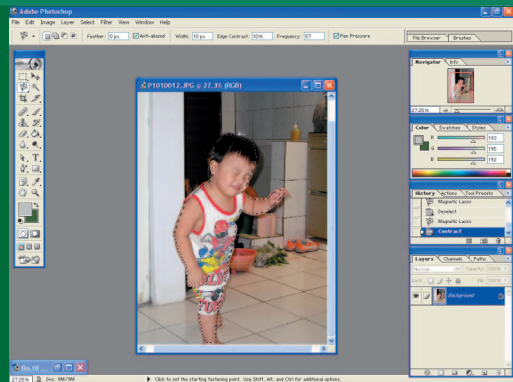 Adobe Photoshop
File Edit Image Layer Select Filter View Window Help
Feather: 0 px Anti-aliased Width: 10 px Edge Contrast: 10% Frequency: 57 Pen Pressure
File Browser Brushes
P1010012.JPG @ 27.3% (RGB)
Navigator Info
27.25%
Color Swatches Styles
R 193
G 195
B 192
History Actions Tool Presets
Magnetic Lasso
Deselect
Magnetic Lasso
Contract
Layers Channels Paths
Normal Opacity: 100%
Lock: Fill: 100%
Background
27.25% Doc: 9M/9M Click to set the starting fastening point. Use Shift, Alt, and Ctrl for additional options.